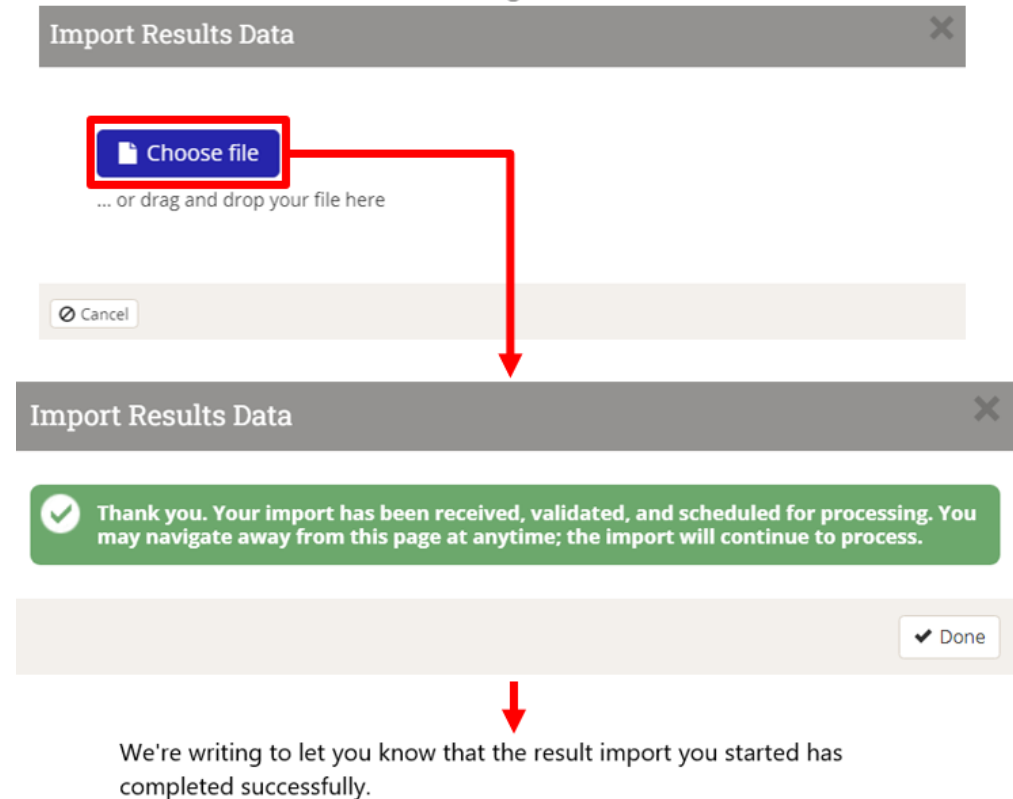 Import Results Data
Choose file
... or drag and drop your file here
Cancel
Import Results Data
Thank you. Your import has been received, validated, and scheduled for processing. You
may navigate away from this page at anytime; the import will continue to process.
Done
We're writing to let you know that the result import you started has
completed successfully.